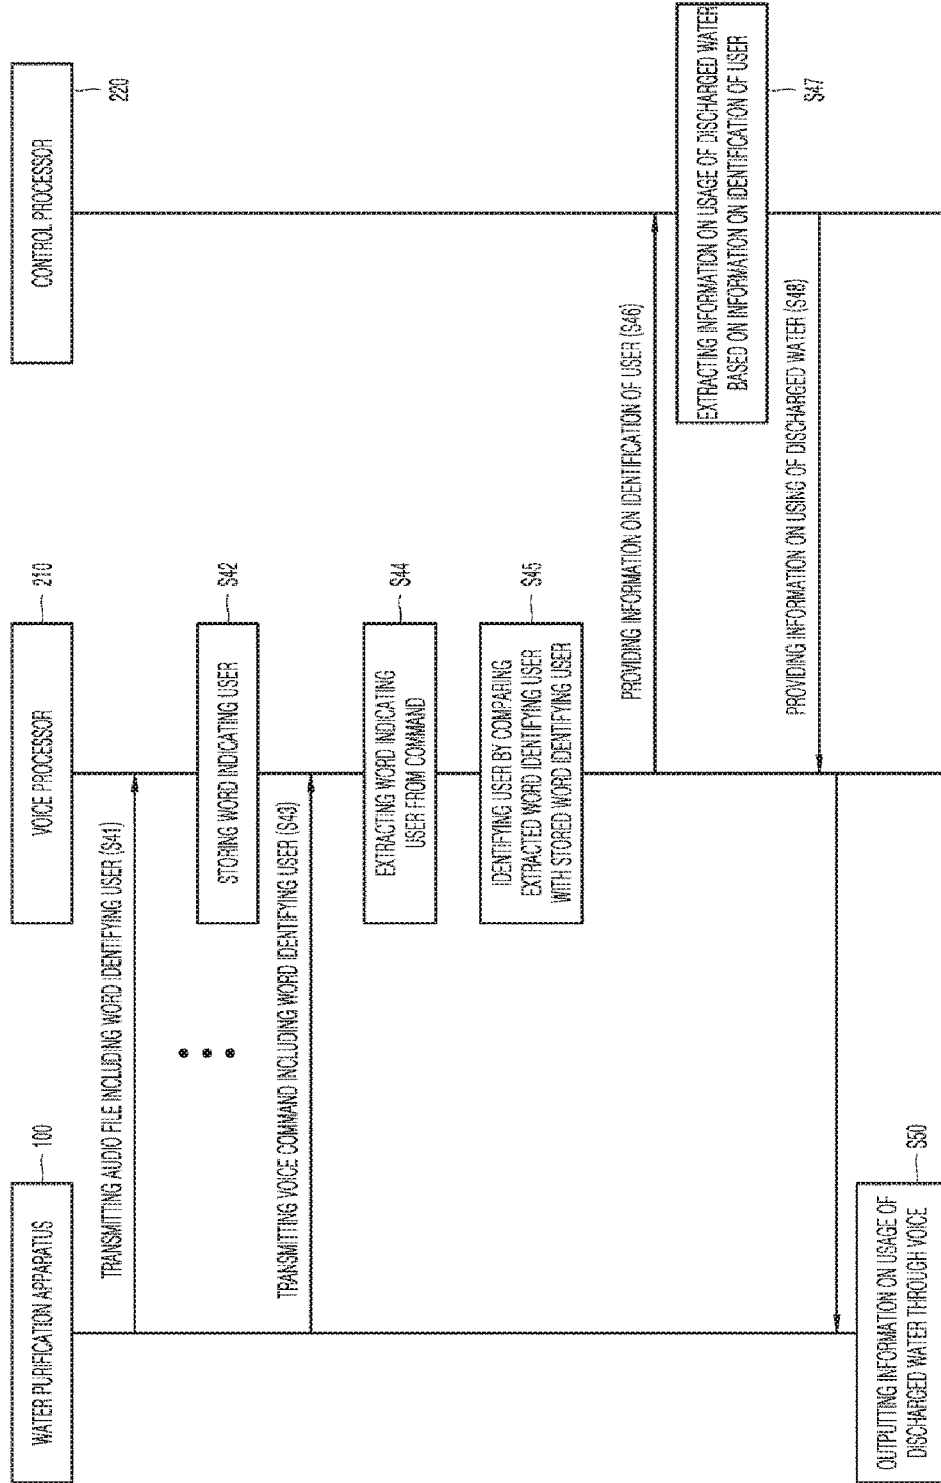 WATER PURIFICATION APPARATUS
100
VOICE PROCESSOR
210
CONTROL PROCESSOR
220
TRANSMITTING AUDIO FILE INCLUDING WORD IDENTIFYING USER (S41)
STORING WORD INDICATING USER
S42
TRANSMITTING VOICE COMMAND INCLUDING WORD IDENTIFYING USER (S43)
EXTRACTING WORD INDICATING
USER FROM COMMAND
S44
IDENTIFYING USER BY COMPARING
EXTRACTED WORD IDENTIFYING USER
WITH STORED WORD IDENTIFYING USER
S45
PROVIDING INFORMATION ON IDENTIFICATION OF USER (S46)
EXTRACTING INFORMATION ON USAGE OF DISCHARGED WATER
BASED ON INFORMATION ON IDENTIFICATION OF USER
S47
PROVIDING INFORMATION ON USING OF DISCHARGED WATER (S48)
OUTPUTTING INFORMATION ON USAGE OF
DISCHARGED WATER THROUGH VOICE
S50